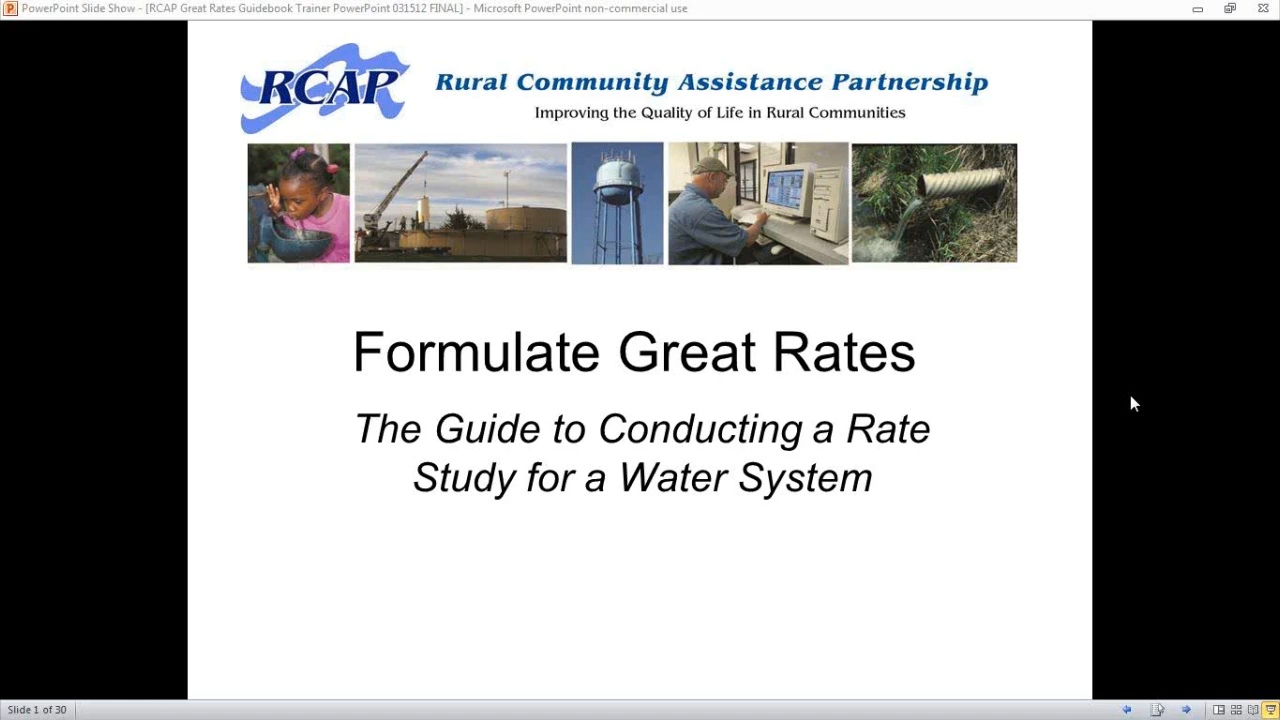 PowerPoint Slide Show - [RCAP Great Rates Guidebook Trainer PowerPoint 031512 FINAL] - Microsoft PowerPoint non-commercial use
RCAP
Rural Community Assistance Partnership
Improving the Quality of Life in Rural Communities
Formulate Great Rates
The Guide to Conducting a Rate
Study for a Water System
Slide 1 of 30